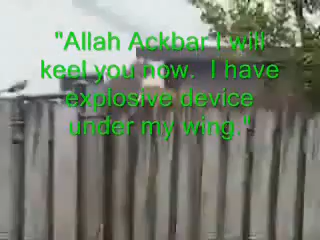 "Allah Ackbar I will
keel you now.  I have
explosive device
under my wing."